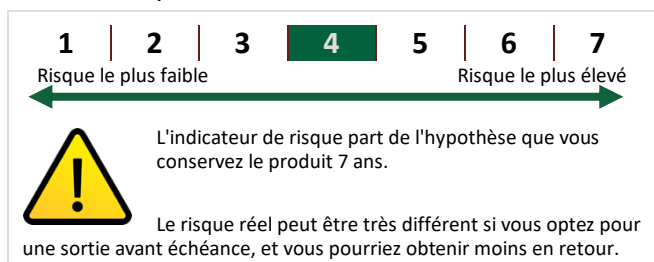 1 2 3 4 5 6 7
Risque le plus faible Risque le plus élevé
L'indicateur de risque part de l'hypothèse que vous
conservez le produit 7 ans.
Le risque réel peut être très différent si vous optez pour
une sortie avant échéance, et vous pourriez obtenir moins en retour.